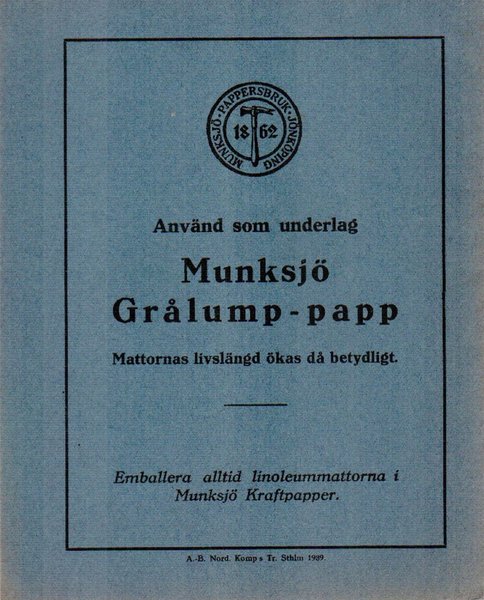 MUNKSJÖ · PAPPERSBRUK · JÖNKÖPING
1862
Använd som underlag
Munksjö
Grålump-papp
Mattornas livslängd ökas då betydligt.
Emballera alltid linoleummattorna i
Munksjö Kraftpapper.
A.-B. Nord. Komp:s Tr. Sthlm 1939.